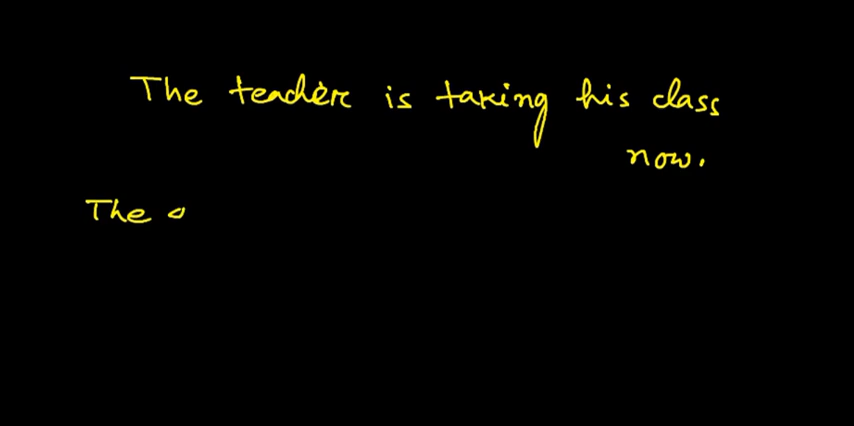 The teacher is taking his class
now.
The